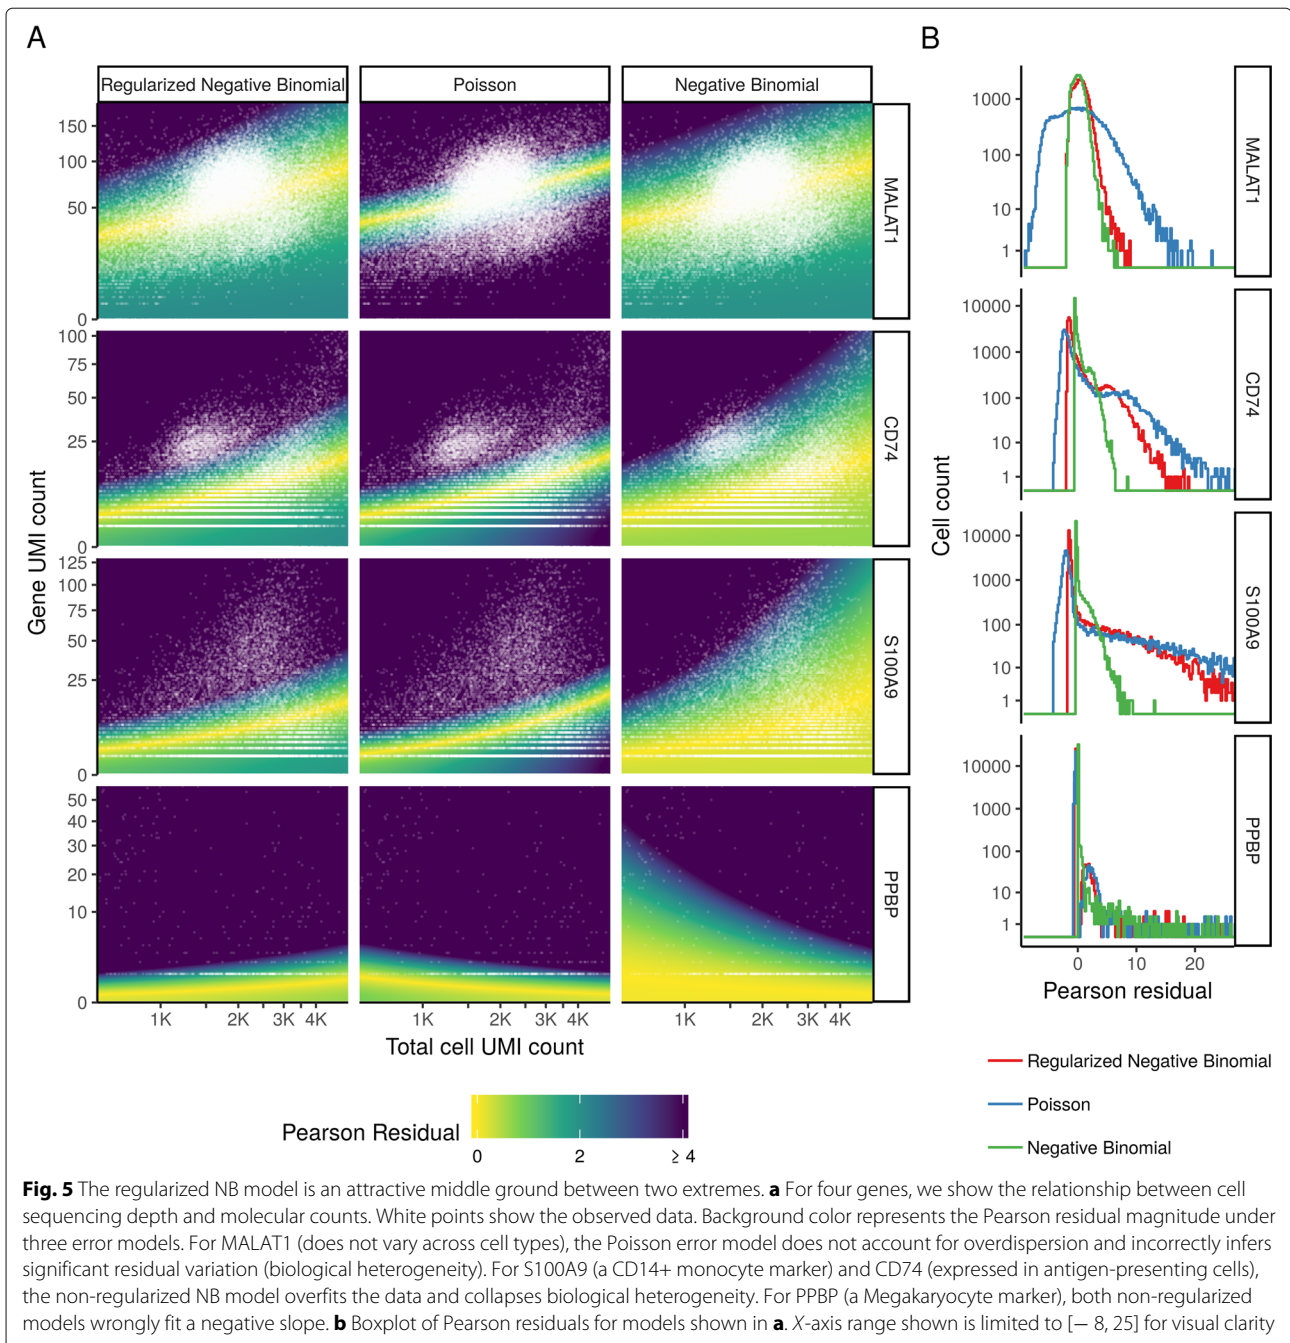 A
B
Regularized Negative Binomial
Poisson
Negative Binomial
150
100
50
0
MALAT1
100
75
50
25
0
CD74
125
100
75
50
25
0
S100A9
50
40
30
20
10
0
PPBP
Gene UMI count
1K
2K
3K
4K
1K
2K
3K
4K
1K
2K
3K
4K
Total cell UMI count
Pearson Residual
0
2
≥ 4
1000
100
10
1
MALAT1
10000
1000
100
10
1
CD74
10000
1000
100
10
1
S100A9
10000
1000
100
10
1
PPBP
Cell count
0
10
20
Pearson residual
Regularized Negative Binomial
Poisson
Negative Binomial
Fig. 5 The regularized NB model is an attractive middle ground between two extremes. a For four genes, we show the relationship between cell
sequencing depth and molecular counts. White points show the observed data. Background color represents the Pearson residual magnitude under
three error models. For MALAT1 (does not vary across cell types), the Poisson error model does not account for overdispersion and incorrectly infers
significant residual variation (biological heterogeneity). For S100A9 (a CD14+ monocyte marker) and CD74 (expressed in antigen-presenting cells),
the non-regularized NB model overfits the data and collapses biological heterogeneity. For PPBP (a Megakaryocyte marker), both non-regularized
models wrongly fit a negative slope. b Boxplot of Pearson residuals for models shown in a. X-axis range shown is limited to [− 8, 25] for visual clarity